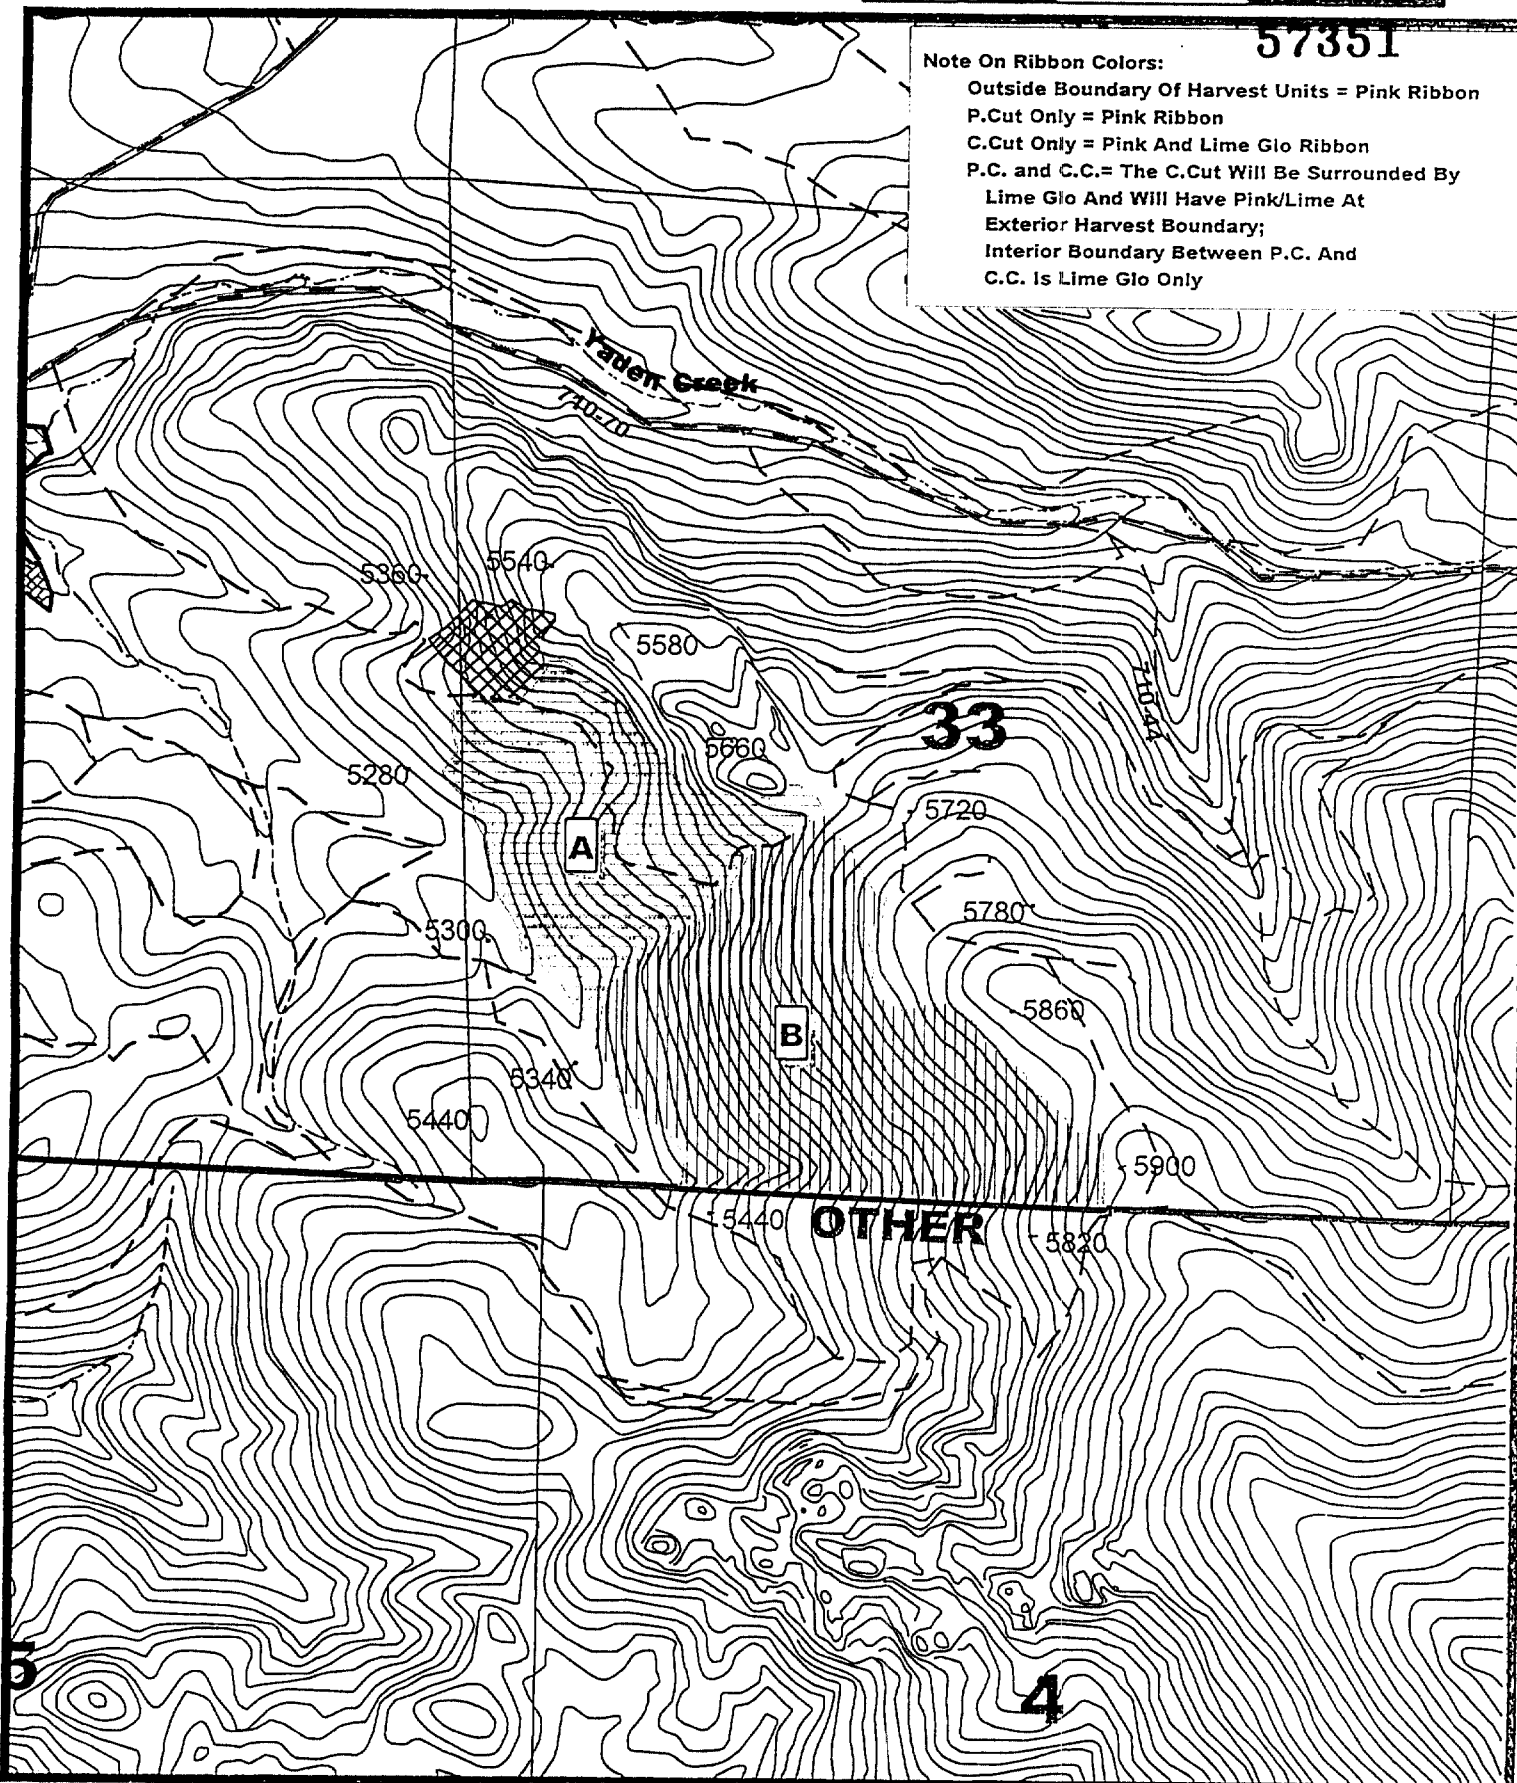 57351
Note On Ribbon Colors:
Outside Boundary Of Harvest Units = Pink Ribbon
P.Cut Only = Pink Ribbon
C.Cut Only = Pink And Lime Glo Ribbon
P.C. and C.C.= The C.Cut Will Be Surrounded By
Lime Glo And Will Have Pink/Lime At
Exterior Harvest Boundary;
Interior Boundary Between P.C. And
C.C. Is Lime Glo Only
Yaden Creek
710-70
5540
5360
5580
710-44
33
5660
5280
5720
A
5780
5300
5860
B
5340
5440
5900
5440
OTHER
5820
5
4